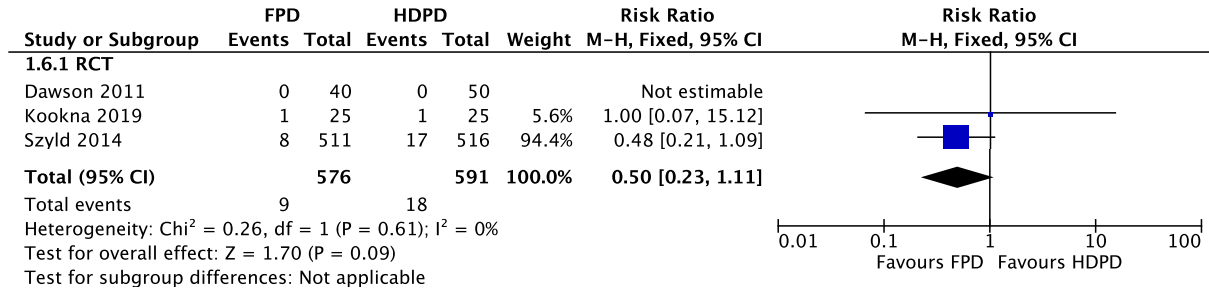 FPD HDPD Risk Ratio Risk Ratio
Study or Subgroup Events Total Events Total Weight M-H, Fixed, 95% CI M-H, Fixed, 95% CI
1.6.1 RCT
Dawson 2011 0 40 0 50 Not estimable
Kookna 2019 1 25 1 25 5.6% 1.00 [0.07, 15.12]
Szyld 2014 8 511 17 516 94.4% 0.48 [0.21, 1.09]
Total (95% CI) 576 591 100.0% 0.50 [0.23, 1.11]
Total events 9 18
Heterogeneity: Chi² = 0.26, df = 1 (P = 0.61); I² = 0%
Test for overall effect: Z = 1.70 (P = 0.09)
Test for subgroup differences: Not applicable
0.01 0.1 1 10 100
Favours FPD Favours HDPD